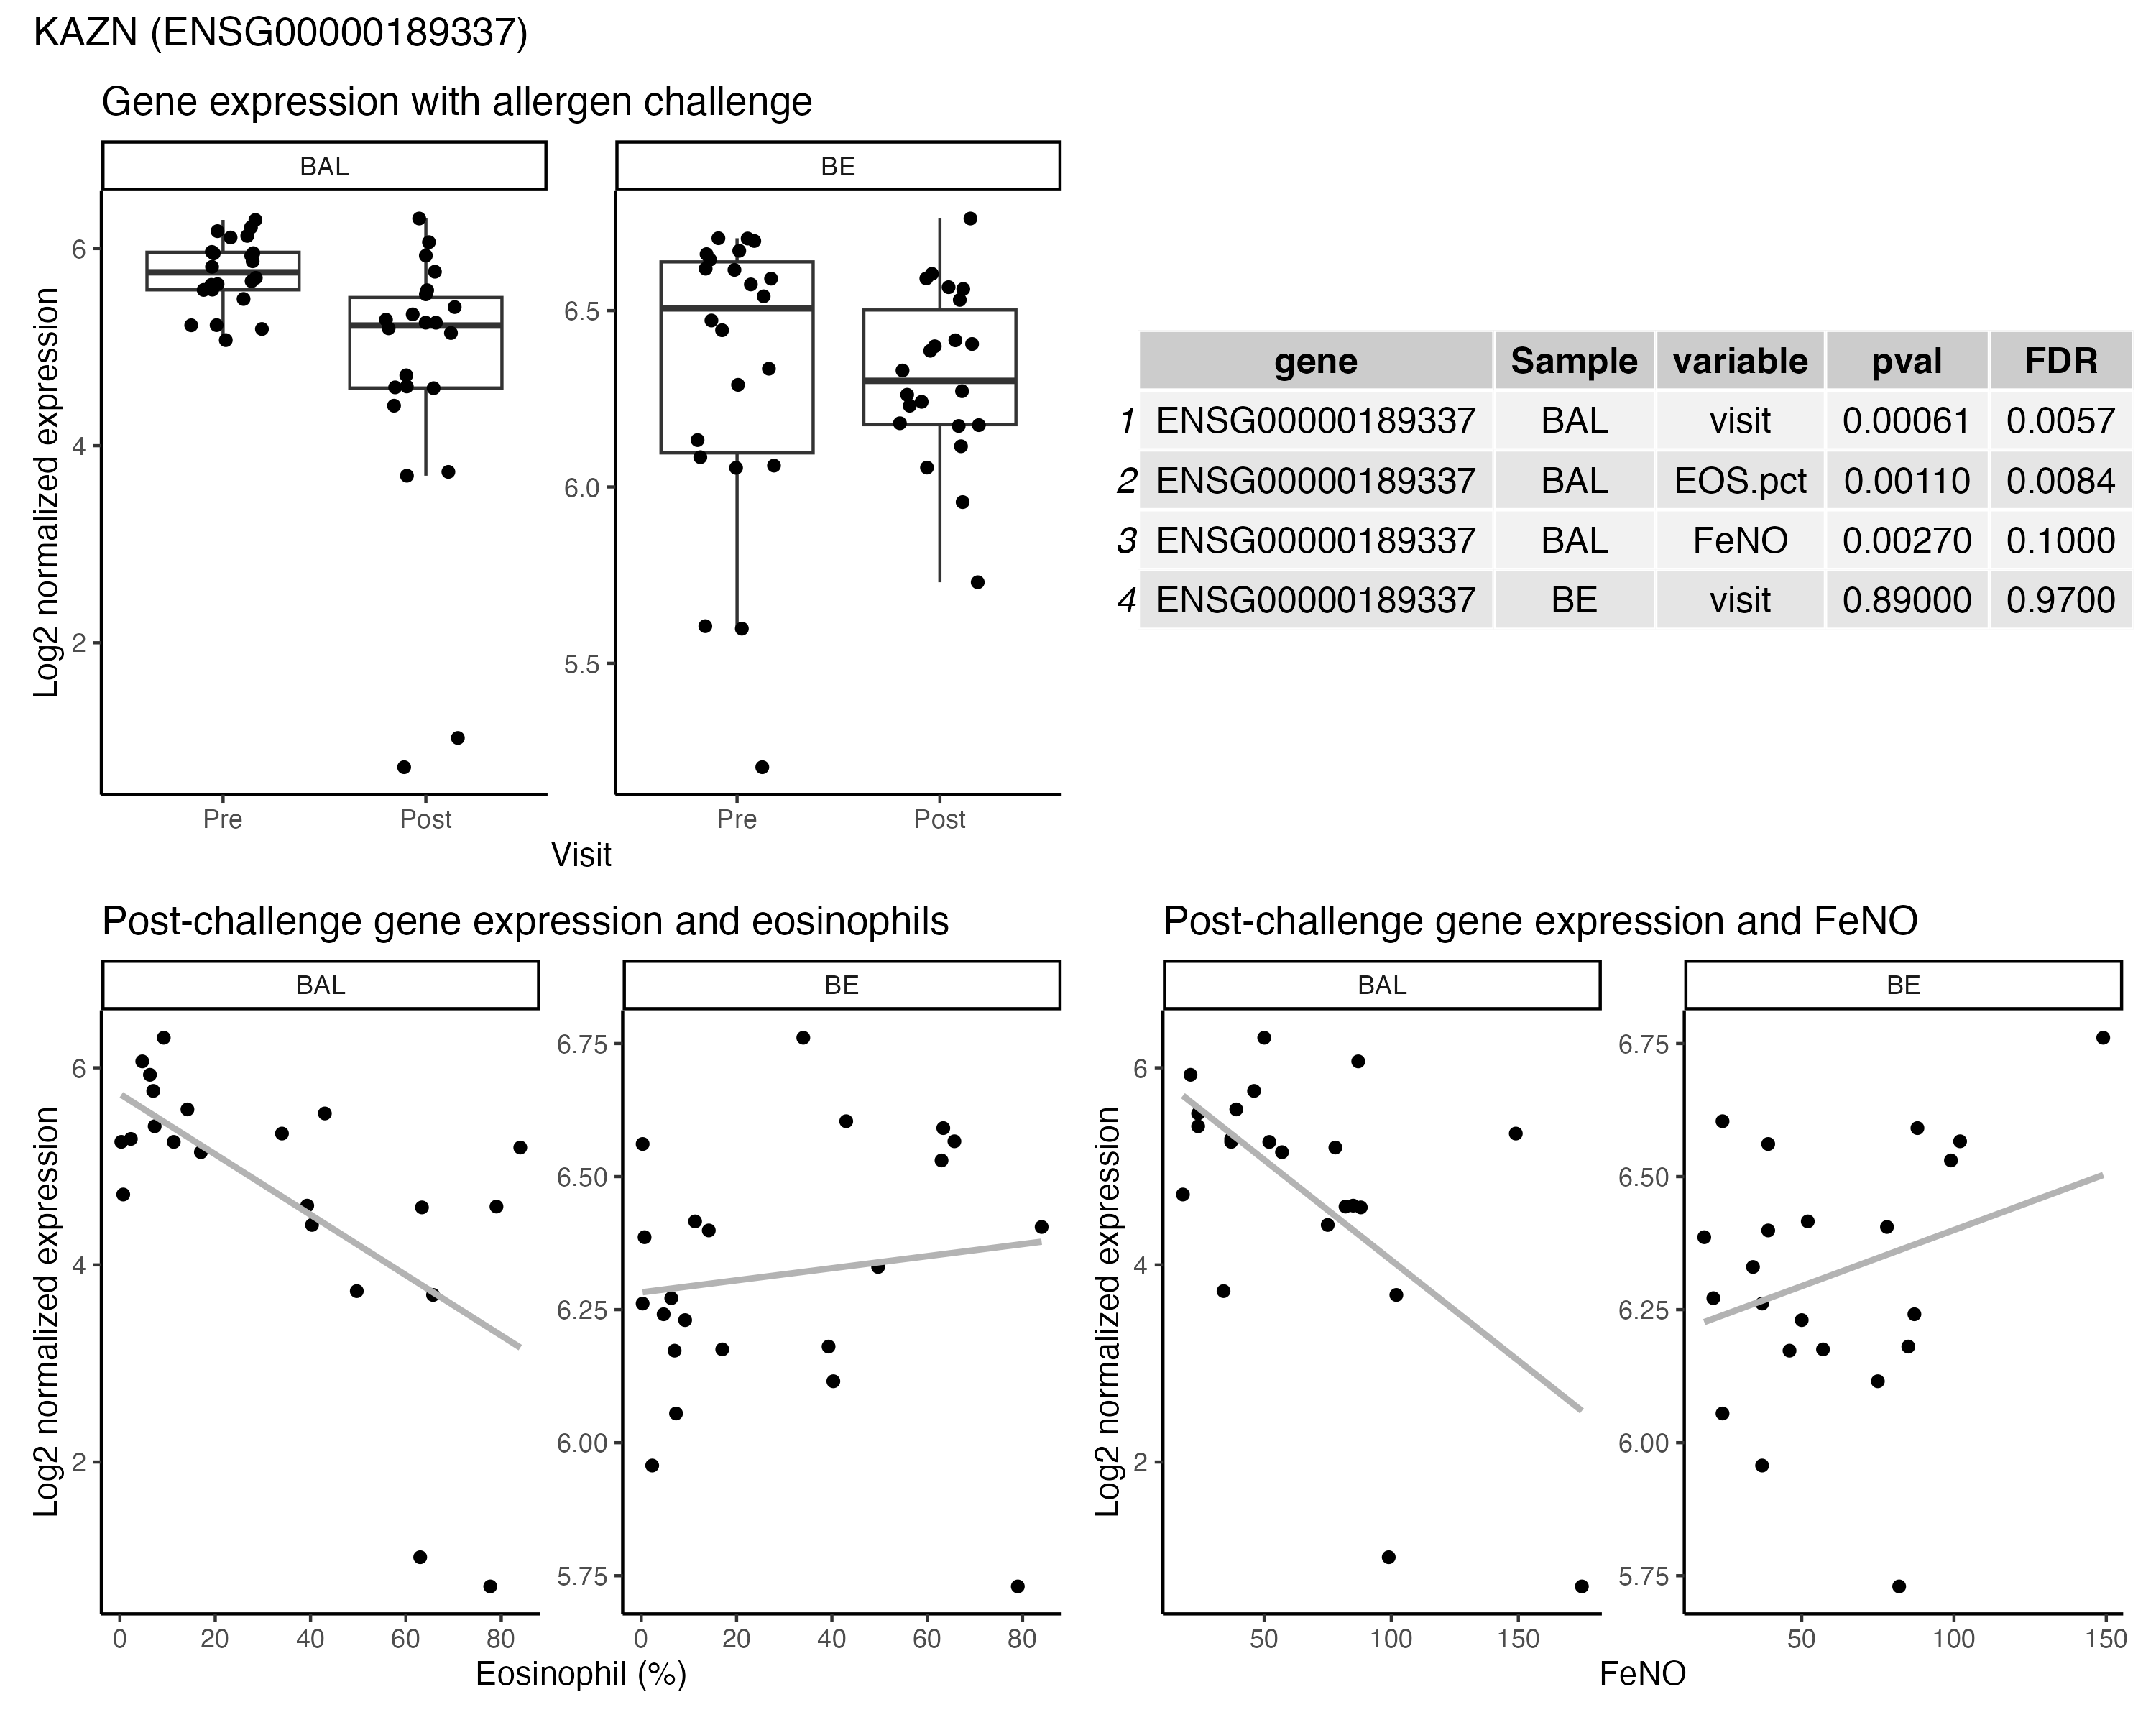 KAZN (ENSG00000189337)
Gene expression with allergen challenge
BAL
BE
Log2 normalized expression
6
4
2
6.5
6.0
5.5
Pre
Post
Pre
Post
Visit
gene Sample variable pval FDR
1 ENSG00000189337 BAL visit 0.00061 0.0057
2 ENSG00000189337 BAL EOS.pct 0.00110 0.0084
3 ENSG00000189337 BAL FeNO 0.00270 0.1000
4 ENSG00000189337 BE visit 0.89000 0.9700
Post-challenge gene expression and eosinophils
BAL
BE
Log2 normalized expression
6
4
2
6.75
6.50
6.25
6.00
5.75
0 20 40 60 80
0 20 40 60 80
Eosinophil (%)
Post-challenge gene expression and FeNO
BAL
BE
Log2 normalized expression
6
4
2
6.75
6.50
6.25
6.00
5.75
50 100 150
50 100 150
FeNO